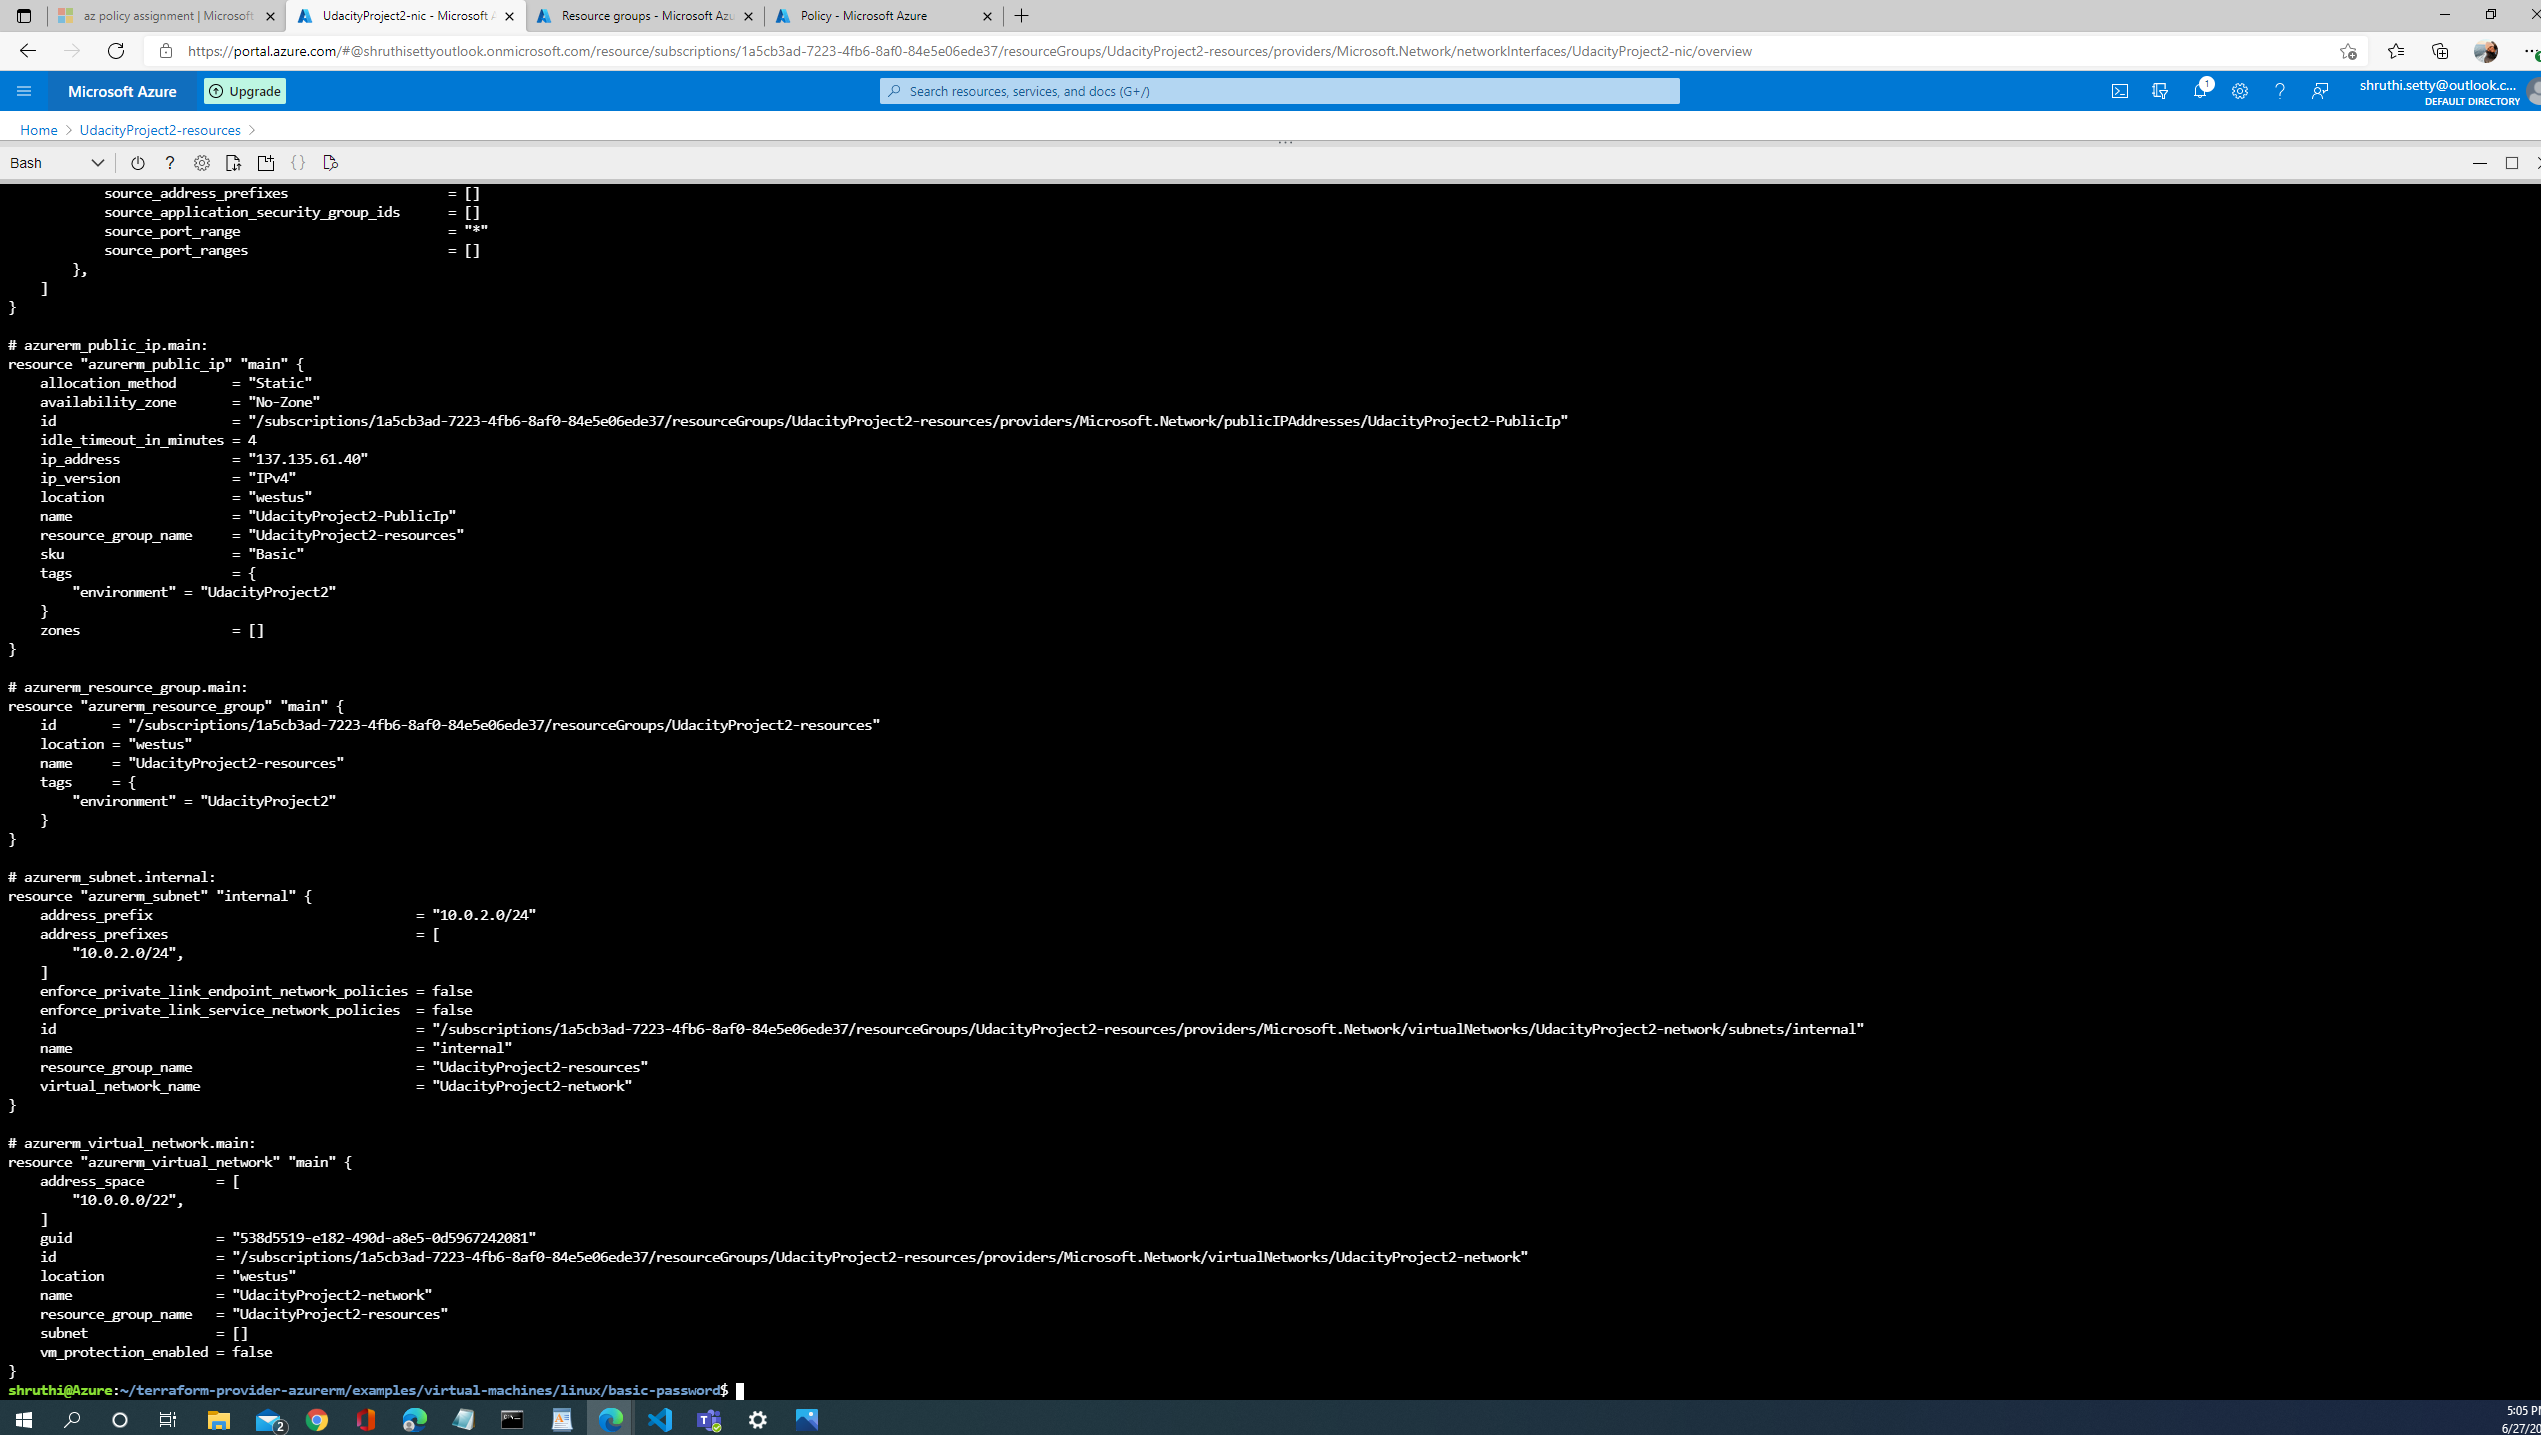 az policy assignment | Microsoft
UdacityProject2-nic - Microsoft A
Resource groups - Microsoft Azu
Policy - Microsoft Azure
https://portal.azure.com/#@shruthisettyoutlook.onmicrosoft.com/resource/subscriptions/1a5cb3ad-7223-4fb6-8af0-84e5e06ede37/resourceGroups/UdacityProject2-resources/providers/Microsoft.Network/networkInterfaces/UdacityProject2-nic/overview
Microsoft Azure
Upgrade
Search resources, services, and docs (G+/)
1
shruthi.setty@outlook.c...
DEFAULT DIRECTORY
Home > UdacityProject2-resources >
Bash
            source_address_prefixes                    = []
            source_application_security_group_ids      = []
            source_port_range                          = "*"
            source_port_ranges                         = []
        },
    ]
}
# azurerm_public_ip.main:
resource "azurerm_public_ip" "main" {
    allocation_method       = "Static"
    availability_zone       = "No-Zone"
    id                      = "/subscriptions/1a5cb3ad-7223-4fb6-8af0-84e5e06ede37/resourceGroups/UdacityProject2-resources/providers/Microsoft.Network/publicIPAddresses/UdacityProject2-PublicIp"
    idle_timeout_in_minutes = 4
    ip_address              = "137.135.61.40"
    ip_version              = "IPv4"
    location                = "westus"
    name                    = "UdacityProject2-PublicIp"
    resource_group_name     = "UdacityProject2-resources"
    sku                     = "Basic"
    tags                    = {
        "environment" = "UdacityProject2"
    }
    zones                   = []
}
# azurerm_resource_group.main:
resource "azurerm_resource_group" "main" {
    id       = "/subscriptions/1a5cb3ad-7223-4fb6-8af0-84e5e06ede37/resourceGroups/UdacityProject2-resources"
    location = "westus"
    name     = "UdacityProject2-resources"
    tags     = {
        "environment" = "UdacityProject2"
    }
}
# azurerm_subnet.internal:
resource "azurerm_subnet" "internal" {
    address_prefix                                 = "10.0.2.0/24"
    address_prefixes                               = [
        "10.0.2.0/24",
    ]
    enforce_private_link_endpoint_network_policies = false
    enforce_private_link_service_network_policies  = false
    id                                             = "/subscriptions/1a5cb3ad-7223-4fb6-8af0-84e5e06ede37/resourceGroups/UdacityProject2-resources/providers/Microsoft.Network/virtualNetworks/UdacityProject2-network/subnets/internal"
    name                                           = "internal"
    resource_group_name                            = "UdacityProject2-resources"
    virtual_network_name                           = "UdacityProject2-network"
}
# azurerm_virtual_network.main:
resource "azurerm_virtual_network" "main" {
    address_space         = [
        "10.0.0.0/22",
    ]
    guid                  = "538d5519-e182-490d-a8e5-0d5967242081"
    id                    = "/subscriptions/1a5cb3ad-7223-4fb6-8af0-84e5e06ede37/resourceGroups/UdacityProject2-resources/providers/Microsoft.Network/virtualNetworks/UdacityProject2-network"
    location              = "westus"
    name                  = "UdacityProject2-network"
    resource_group_name   = "UdacityProject2-resources"
    subnet                = []
    vm_protection_enabled = false
}
shruthi@Azure:~/terraform-provider-azurerm/examples/virtual-machines/linux/basic-password$
2
5:05 PM
6/27/20